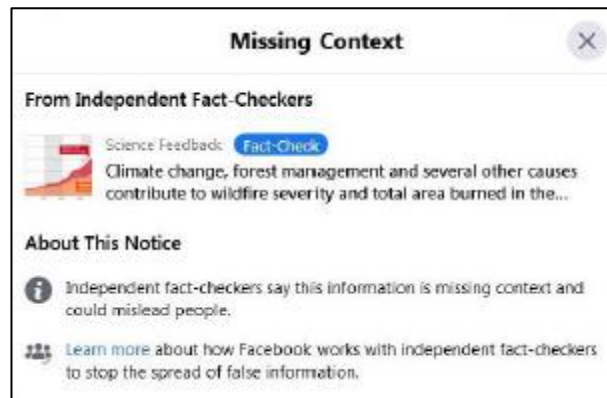 Missing Context
From Independent Fact-Checkers
Science Feedback Fact-Check
Climate change, forest management and several other causes
contribute to wildfire severity and total area burned in the...
About This Notice
Independent fact-checkers say this information is missing context and
could mislead people.
Learn more about how Facebook works with independent fact-checkers
to stop the spread of false information.